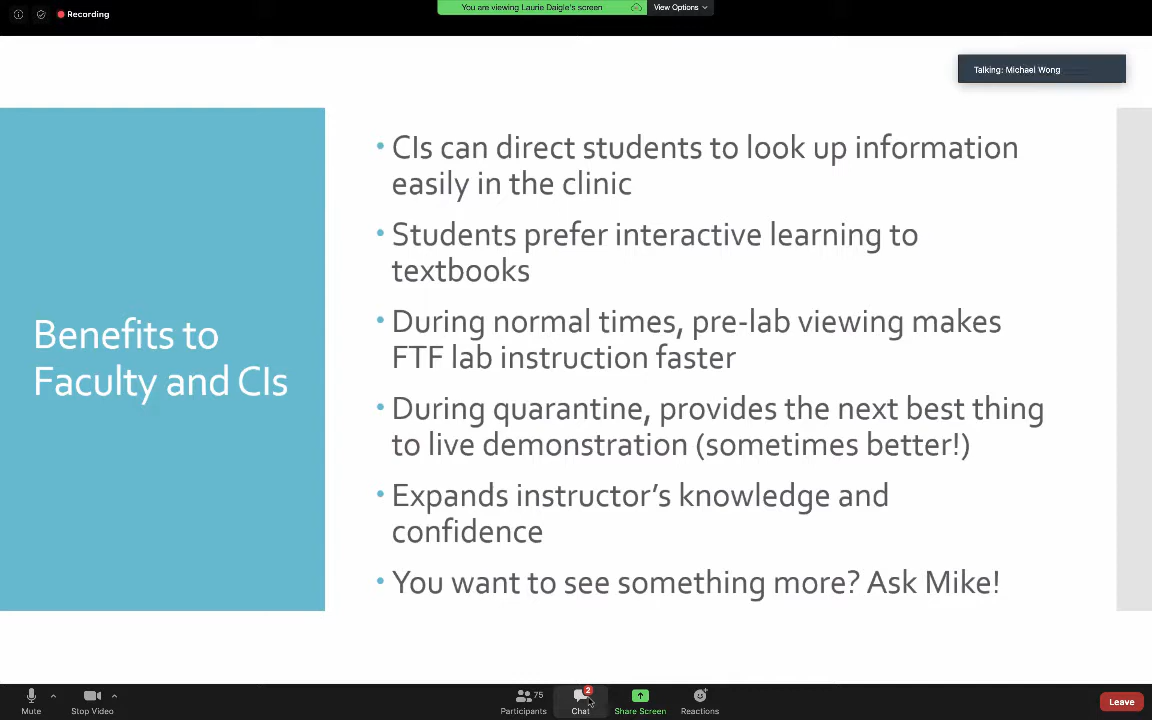 Recording
You are viewing Laurie Daigle's screen
View Options
Talking: Michael Wong
Benefits to
Faculty and CIs
• CIs can direct students to look up information
easily in the clinic
• Students prefer interactive learning to
textbooks
• During normal times, pre-lab viewing makes
FTF lab instruction faster
• During quarantine, provides the next best thing
to live demonstration (sometimes better!)
• Expands instructor's knowledge and
confidence
• You want to see something more? Ask Mike!
Mute
Stop Video
75
Participants
2
Chat
Share Screen
Reactions
Leave